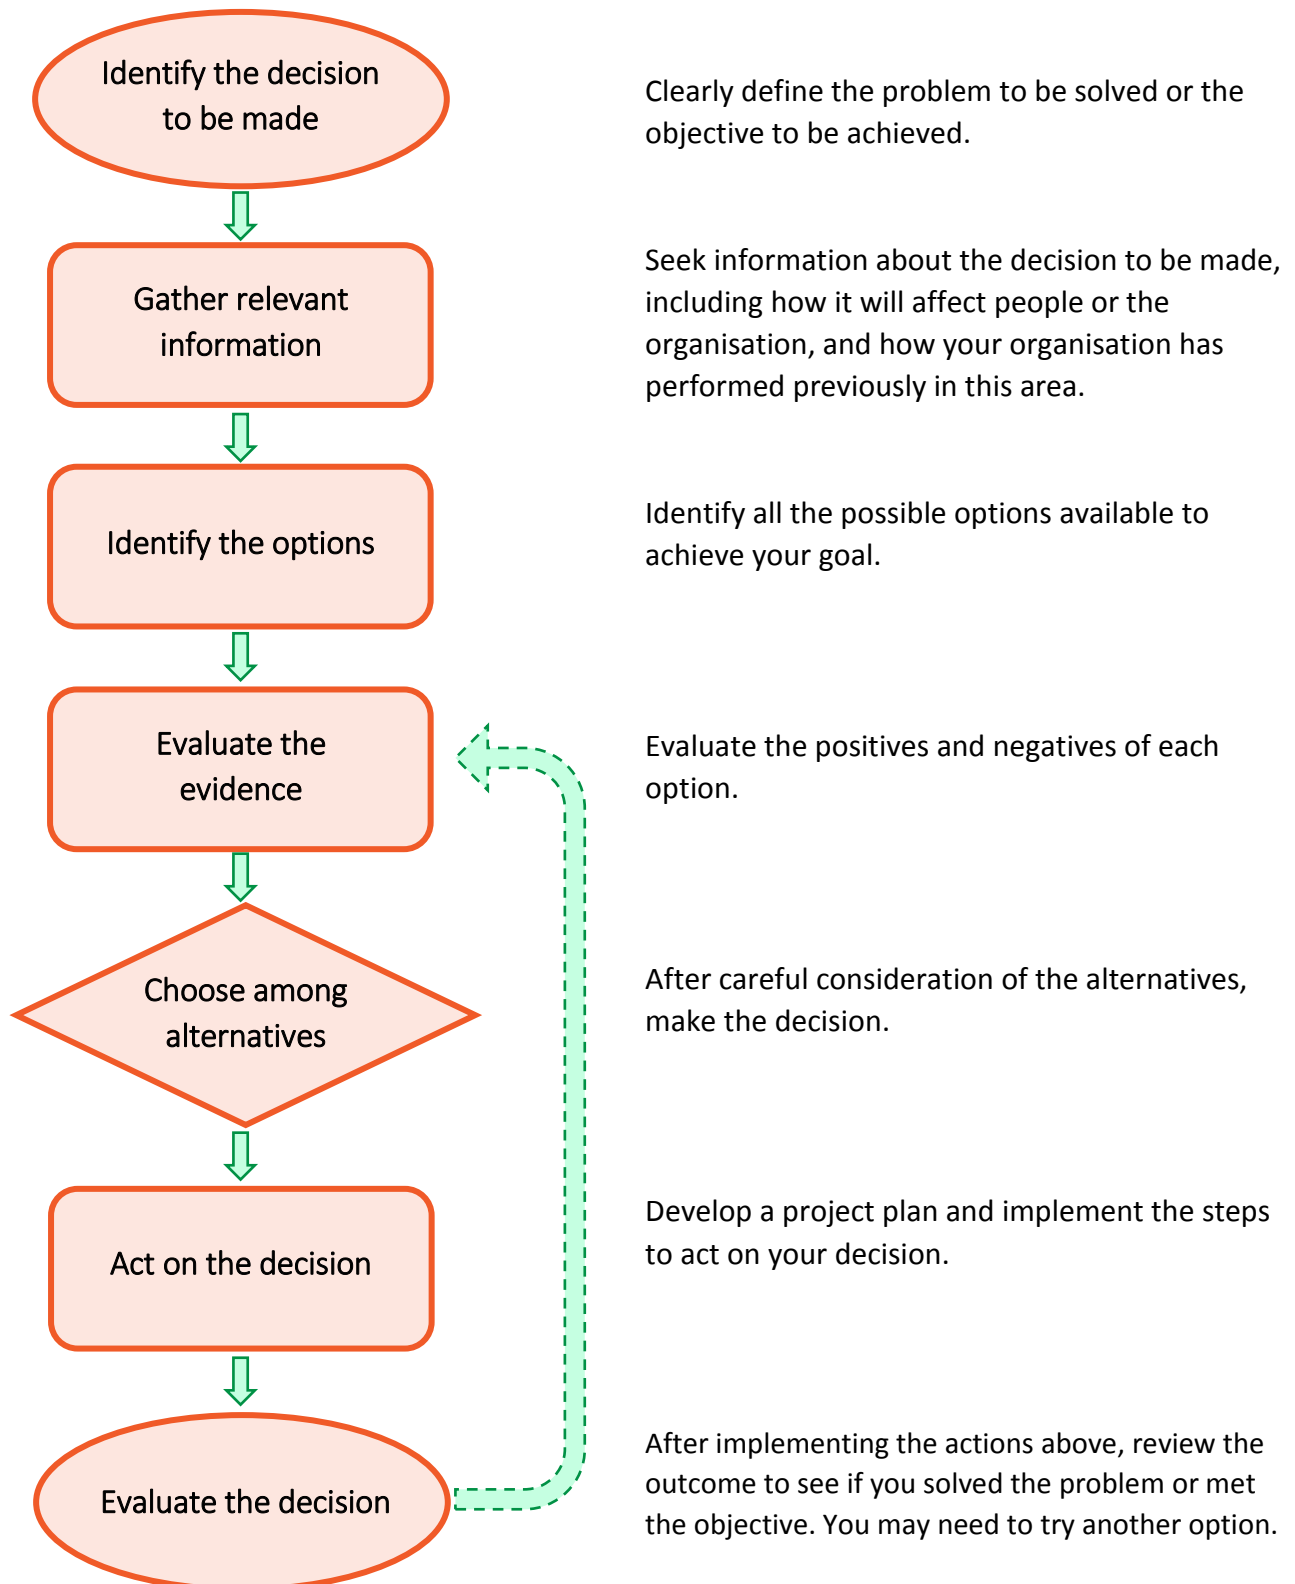 Identify the decision
to be made
Clearly define the problem to be solved or the
objective to be achieved.
Gather relevant
information
Seek information about the decision to be made,
including how it will affect people or the
organisation, and how your organisation has
performed previously in this area.
Identify the options
Identify all the possible options available to
achieve your goal.
Evaluate the
evidence
Evaluate the positives and negatives of each
option.
Choose among
alternatives
After careful consideration of the alternatives,
make the decision.
Act on the decision
Develop a project plan and implement the steps
to act on your decision.
Evaluate the decision
After implementing the actions above, review the
outcome to see if you solved the problem or met
the objective. You may need to try another option.